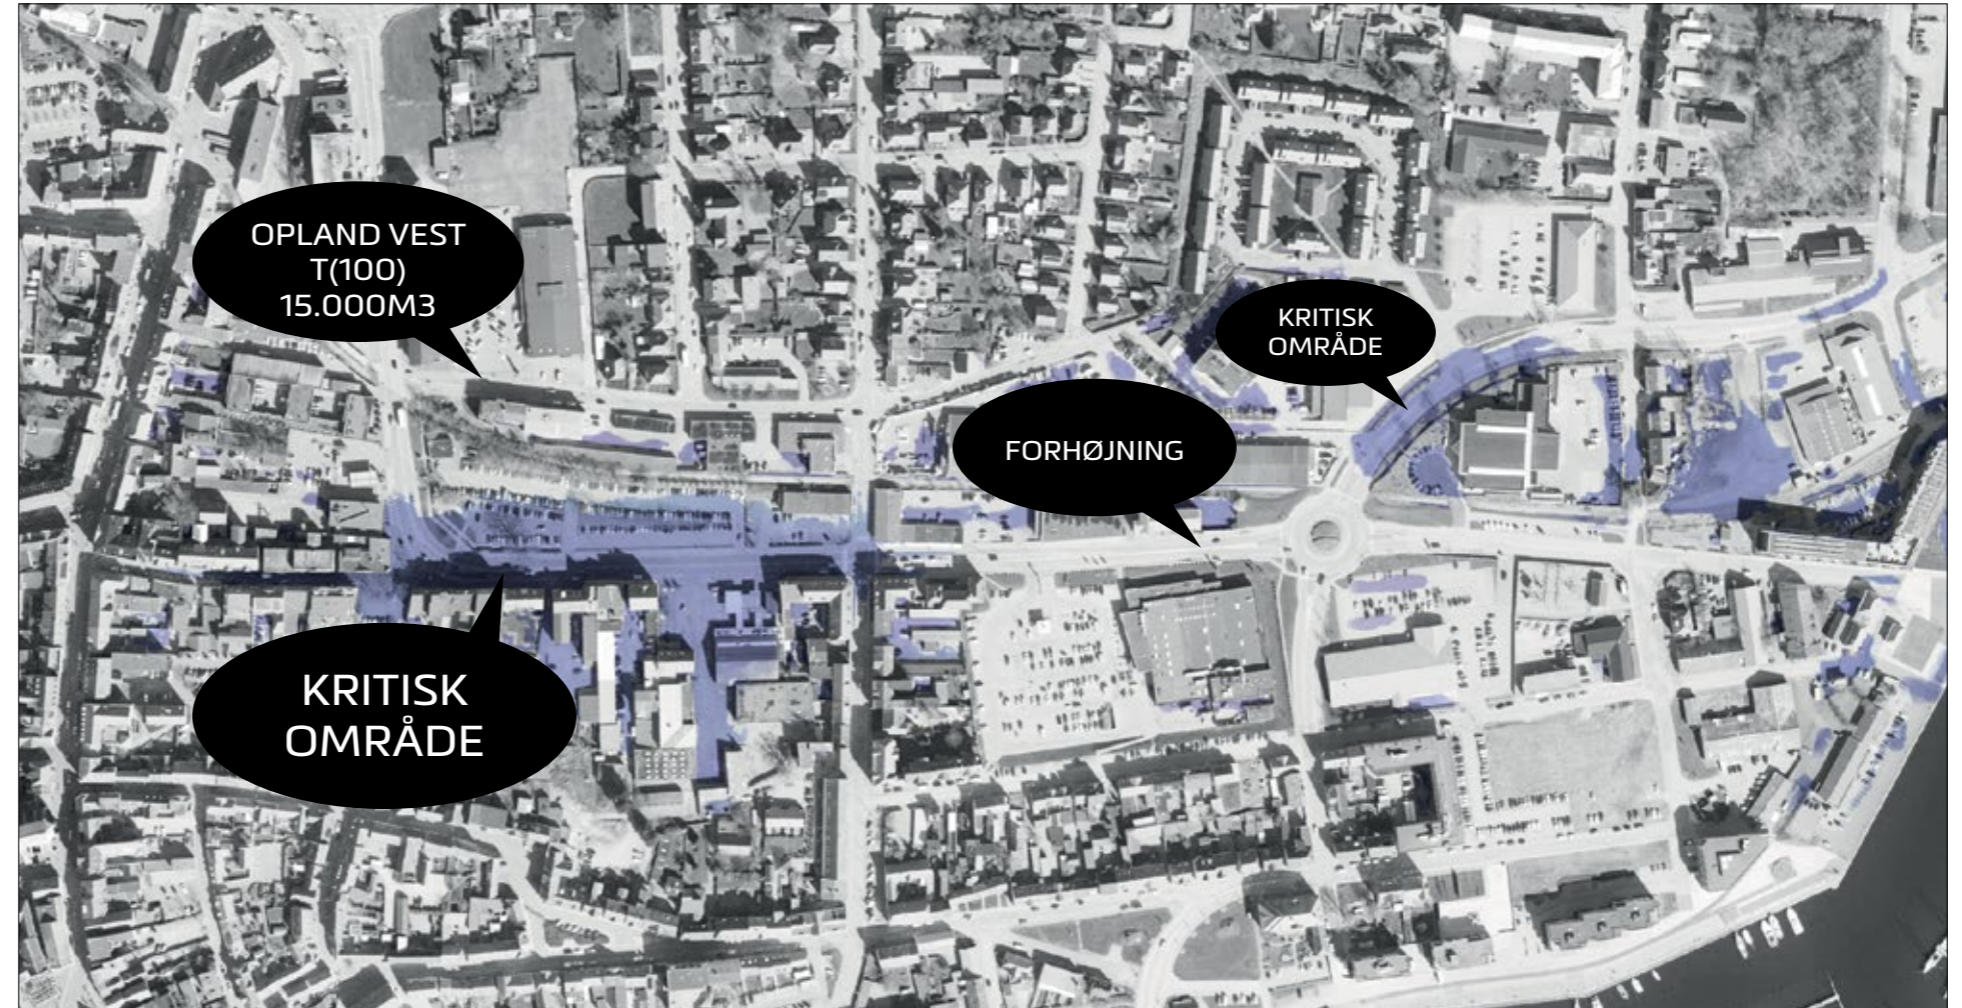 OPLAND VEST
T(100)
15.000M3
KRITISK
OMRÅDE
FORHØJNING
KRITISK
OMRÅDE